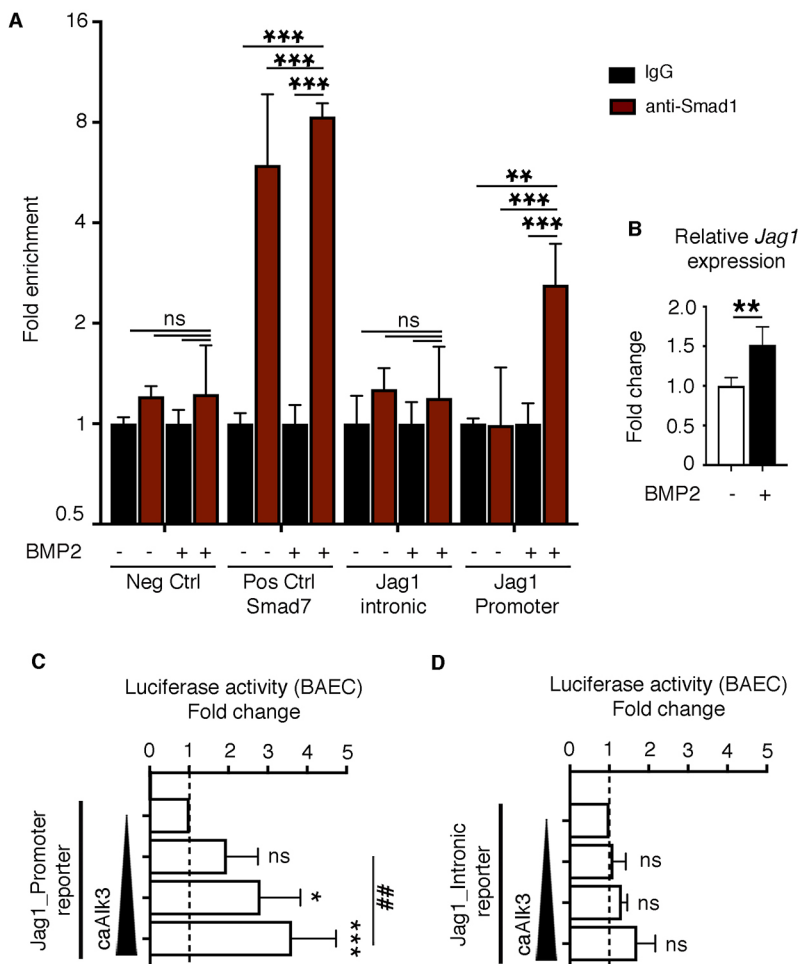 A
16
8
4
2
1
0.5
Fold enrichment
***
***
***
**
***
***
ns
ns
IgG
anti-Smad1
BMP2 - - + + - - + + - - + + - - + +
Neg Ctrl
Pos Ctrl
Smad7
Jag1
intronic
Jag1
Promoter
B
Relative Jag1
expression
**
2.0
1.5
1.0
0.5
0
Fold change
BMP2 - +
C
Luciferase activity (BAEC)
Fold change
0 1 2 3 4 5
Jag1_Promoter
reporter
caAlk3
ns
*
***
##
D
Luciferase activity (BAEC)
Fold change
0 1 2 3 4 5
Jag1_Intronic
reporter
caAlk3
ns
ns
ns